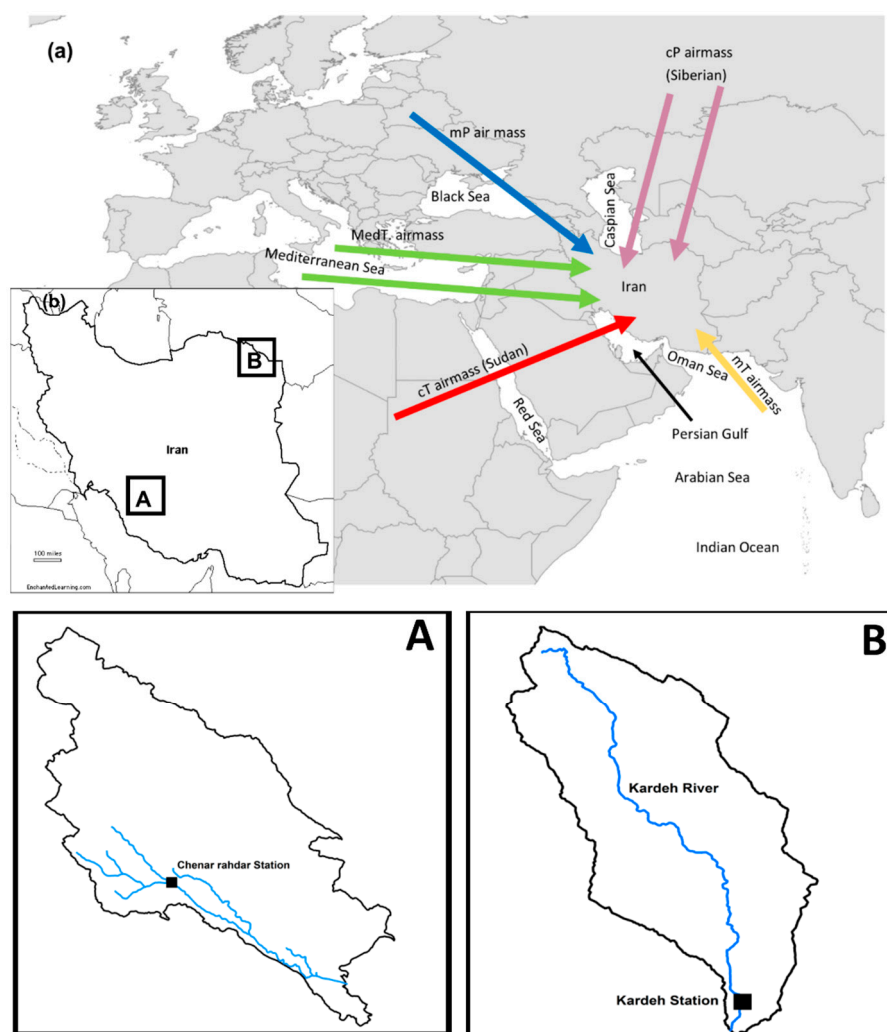 (a)
cP airmass
(Siberian)
mP air mass
Black Sea
Caspian Sea
MedT. airmass
Mediterranean Sea
Iran
cT airmass (Sudan)
Red Sea
Oman Sea
mT airmass
Persian Gulf
Arabian Sea
Indian Ocean
(b)
B
Iran
A
100 miles
EnchantedLearning.com
A
Chenar rahdar Station
B
Kardeh River
Kardeh Station